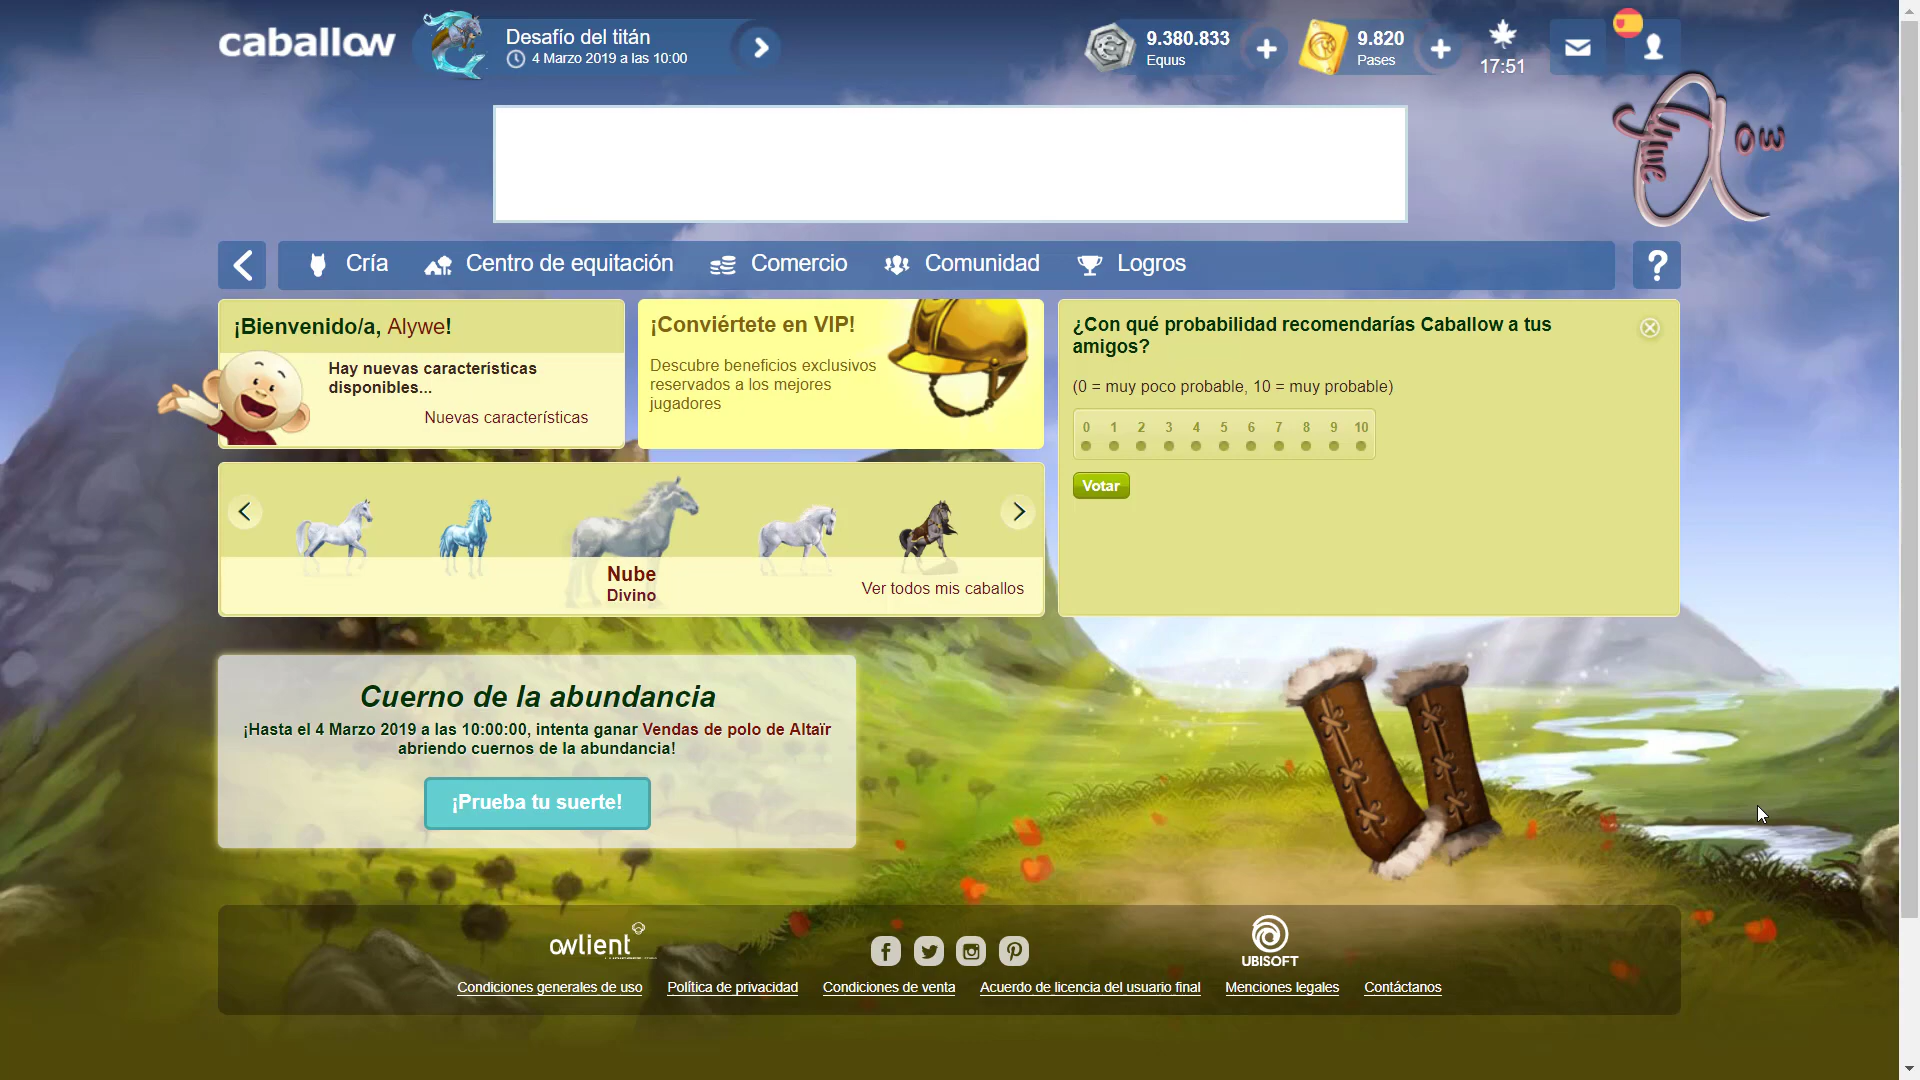 caballow
Desafío del titán
4 Marzo 2019 a las 10:00
9.380.833
Equus
9.820
Pases
17:51
Alywe
Cría
Centro de equitación
Comercio
Comunidad
Logros
?
¡Bienvenido/a, Alywe!
Hay nuevas características
disponibles...
Nuevas características
¡Conviértete en VIP!
Descubre beneficios exclusivos
reservados a los mejores
jugadores
¿Con qué probabilidad recomendarías Caballow a tus
amigos?
(0 = muy poco probable, 10 = muy probable)
0 1 2 3 4 5 6 7 8 9 10
Votar
Nube
Divino
Ver todos mis caballos
Cuerno de la abundancia
¡Hasta el 4 Marzo 2019 a las 10:00:00, intenta ganar Vendas de polo de Altaïr
abriendo cuernos de la abundancia!
¡Prueba tu suerte!
owlient
UBISOFT
Condiciones generales de uso Política de privacidad Condiciones de venta Acuerdo de licencia del usuario final Menciones legales Contáctanos